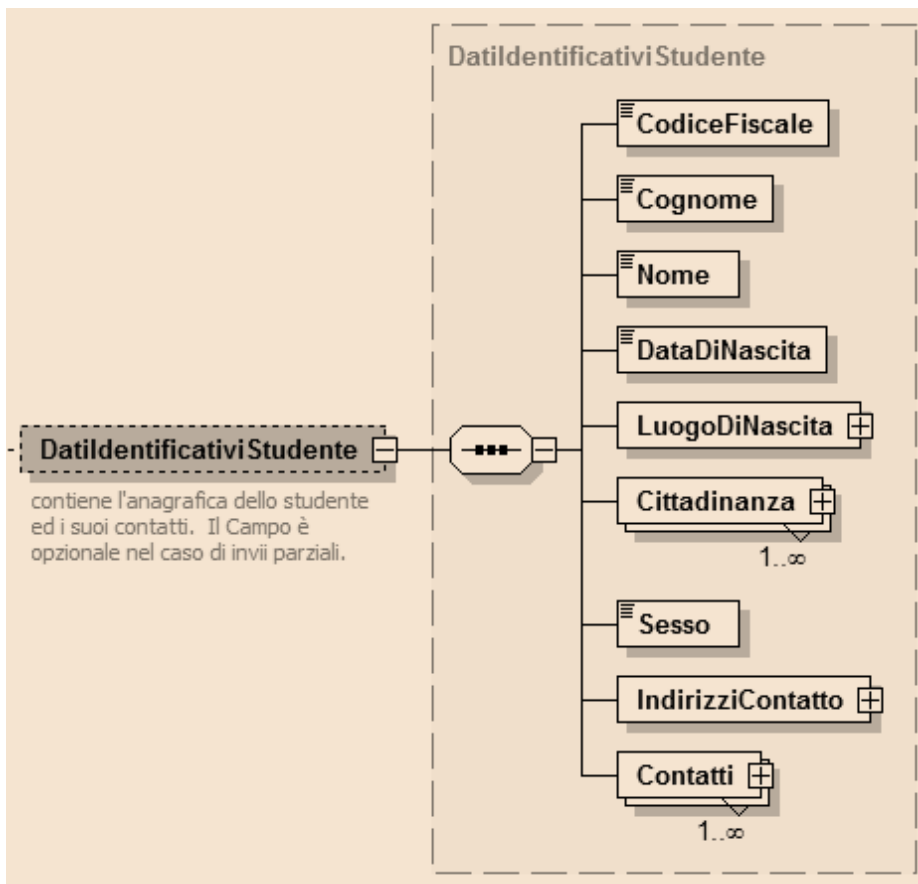 DatiIdentificativiStudente
CodiceFiscale
Cognome
Nome
DataDiNascita
LuogoDiNascita
DatiIdentificativiStudente
contiene l'anagrafica dello studente
ed i suoi contatti.  Il Campo è
opzionale nel caso di invii parziali.
Cittadinanza
1..∞
Sesso
IndirizziContatto
Contatti
1..∞